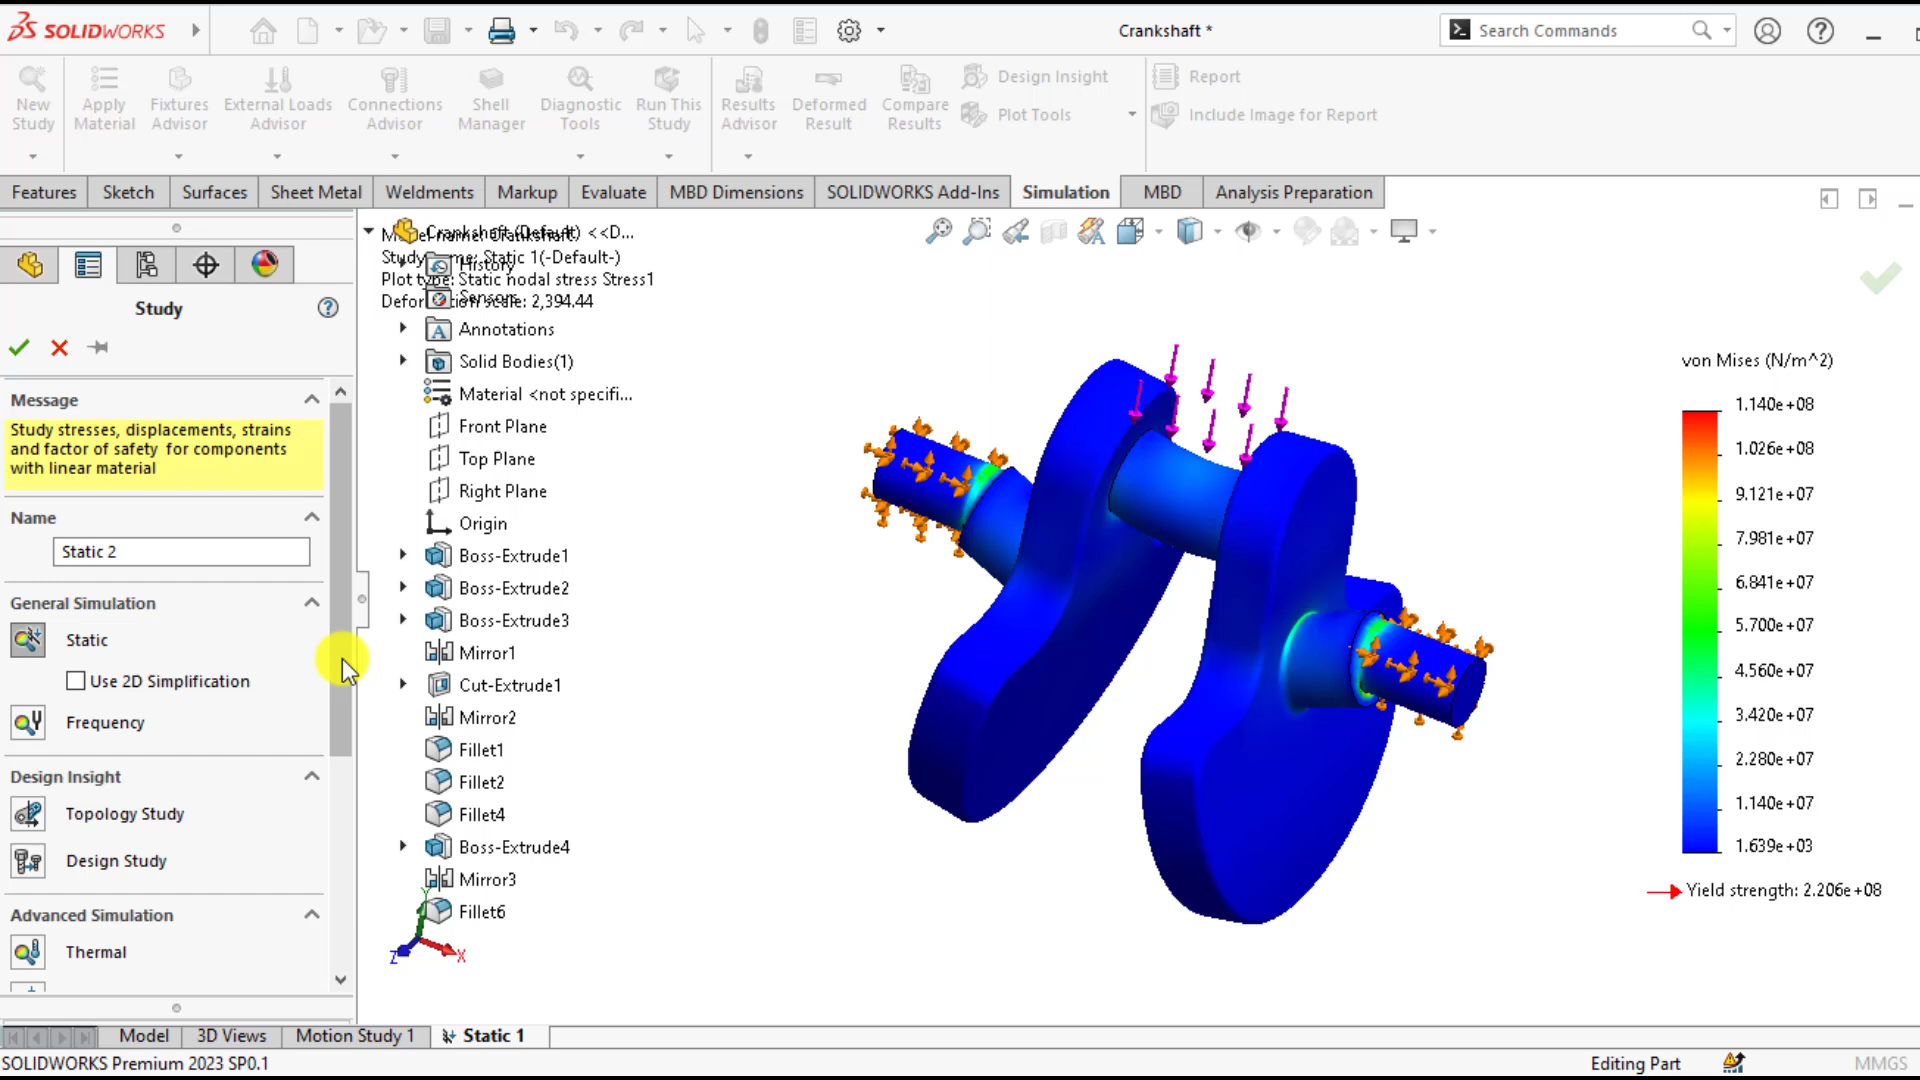 SOLIDWORKS
Crankshaft *
Search Commands
New Study
Apply Material
Fixtures Advisor
External Loads Advisor
Connections Advisor
Shell Manager
Diagnostic Tools
Run This Study
Results Advisor
Deformed Result
Compare Results
Design Insight
Plot Tools
Report
Include Image for Report
Features
Sketch
Surfaces
Sheet Metal
Weldments
Markup
Evaluate
MBD Dimensions
SOLIDWORKS Add-Ins
Simulation
MBD
Analysis Preparation
Study
Message
Study stresses, displacements, strains
and factor of safety for components
with linear material
Name
Static 2
General Simulation
Static
Use 2D Simplification
Frequency
Design Insight
Topology Study
Design Study
Advanced Simulation
Thermal
Crankshaft (Default) <<D...
Study name: Static 1(-Default-)
Plot type: Static nodal stress Stress1
History
Sensors
Annotations
Solid Bodies(1)
Material <not specifi...
Front Plane
Top Plane
Right Plane
Origin
Boss-Extrude1
Boss-Extrude2
Boss-Extrude3
Mirror1
Cut-Extrude1
Mirror2
Fillet1
Fillet2
Fillet4
Boss-Extrude4
Mirror3
Fillet6
Y
Z
X
von Mises (N/m^2)
1.140e+08
1.026e+08
9.121e+07
7.981e+07
6.841e+07
5.700e+07
4.560e+07
3.420e+07
2.280e+07
1.140e+07
1.639e+03
Yield strength: 2.206e+08
Model
3D Views
Motion Study 1
Static 1
SOLIDWORKS Premium 2023 SP0.1
Editing Part
MMGS